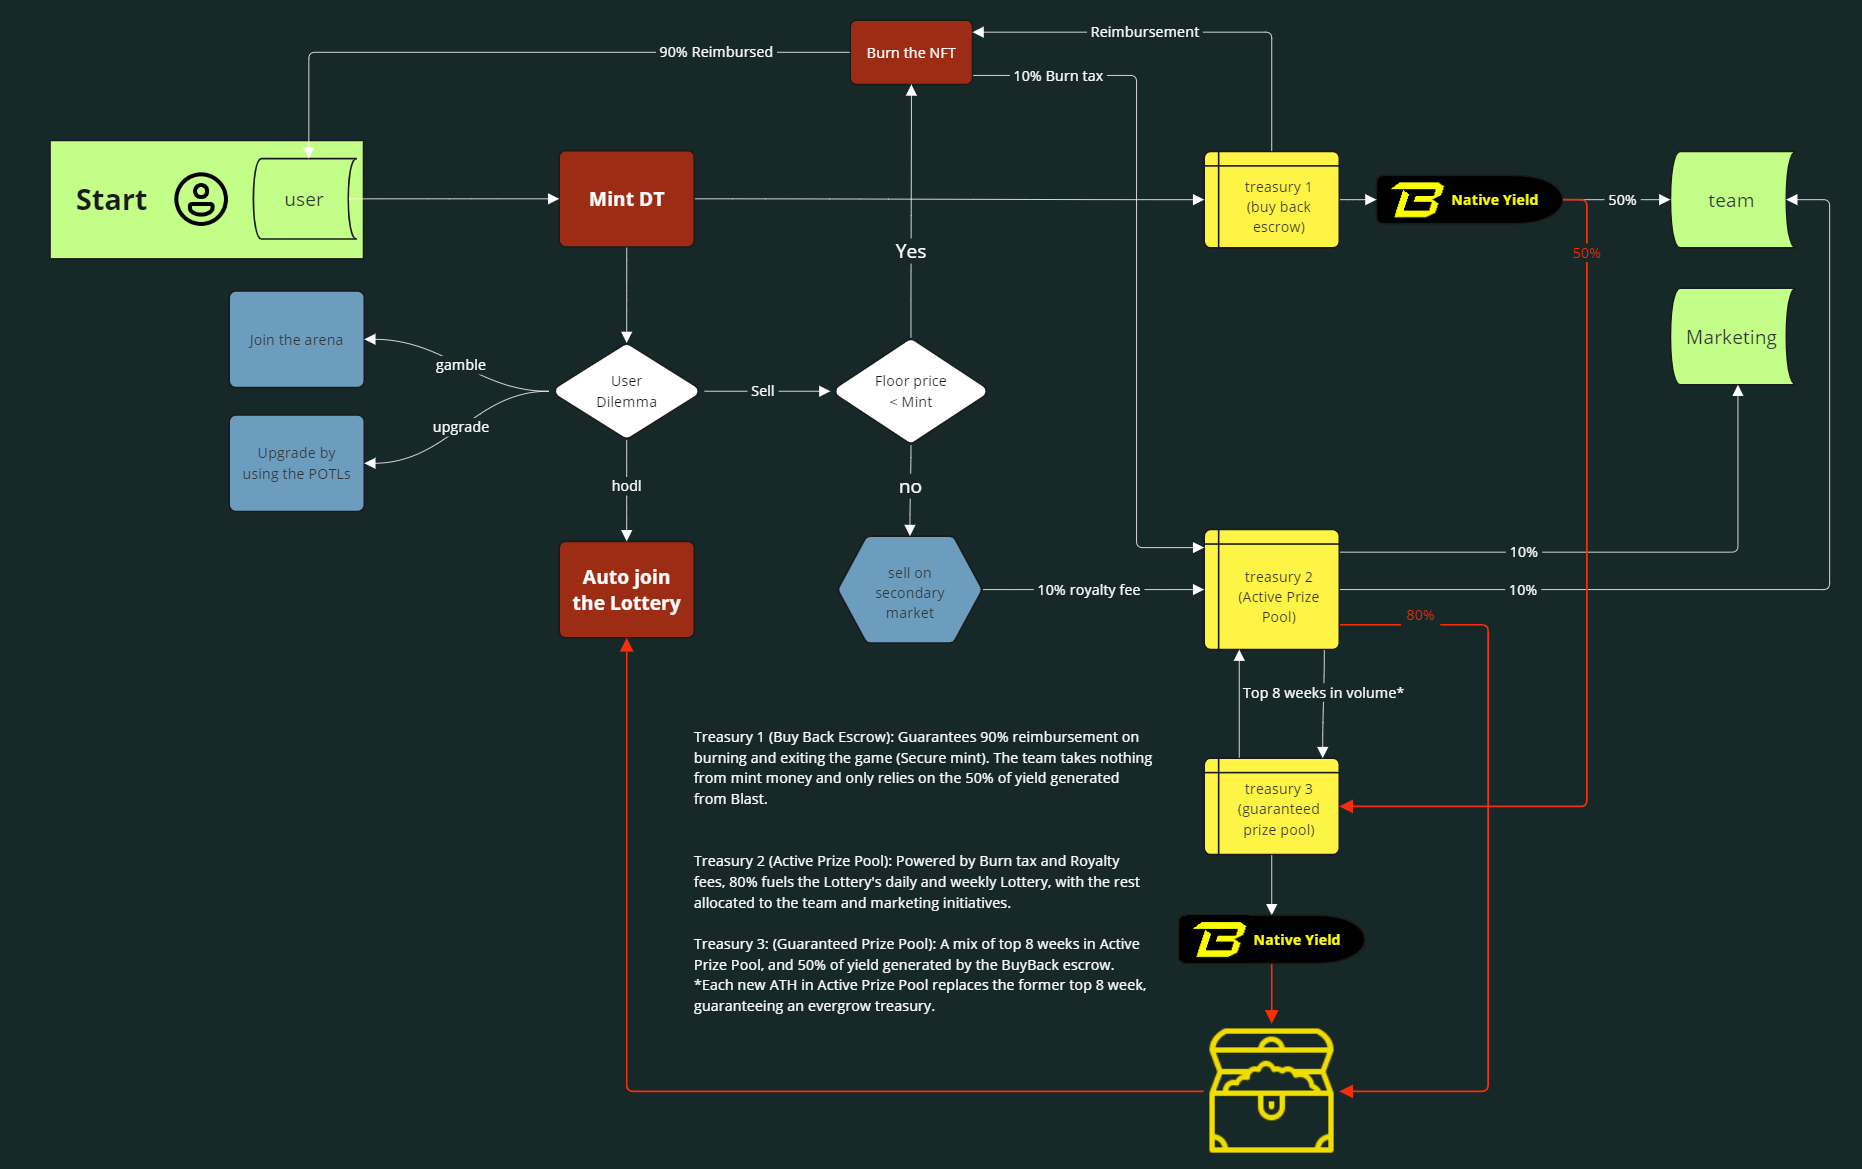 Burn the NFT
Reimbursement
90% Reimbursed
10% Burn tax
Start
user
Mint DT
treasury 1
(buy back
escrow)
Native Yield
50%
team
50%
Yes
Join the arena
gamble
User
Dilemma
Sell
Floor price
< Mint
Marketing
upgrade
Upgrade by
using the POTLs
hodl
no
Auto join
the Lottery
sell on
secondary
market
10% royalty fee
treasury 2
(Active Prize
Pool)
10%
10%
80%
Top 8 weeks in volume*
Treasury 1 (Buy Back Escrow): Guarantees 90% reimbursement on
burning and exiting the game (Secure mint). The team takes nothing
from mint money and only relies on the 50% of yield generated
from Blast.
treasury 3
(guaranteed
prize pool)
Treasury 2 (Active Prize Pool): Powered by Burn tax and Royalty
fees, 80% fuels the Lottery's daily and weekly Lottery, with the rest
allocated to the team and marketing initiatives.
Treasury 3: (Guaranteed Prize Pool): A mix of top 8 weeks in Active
Prize Pool, and 50% of yield generated by the BuyBack escrow.
*Each new ATH in Active Prize Pool replaces the former top 8 week,
guaranteeing an evergrow treasury.
Native Yield